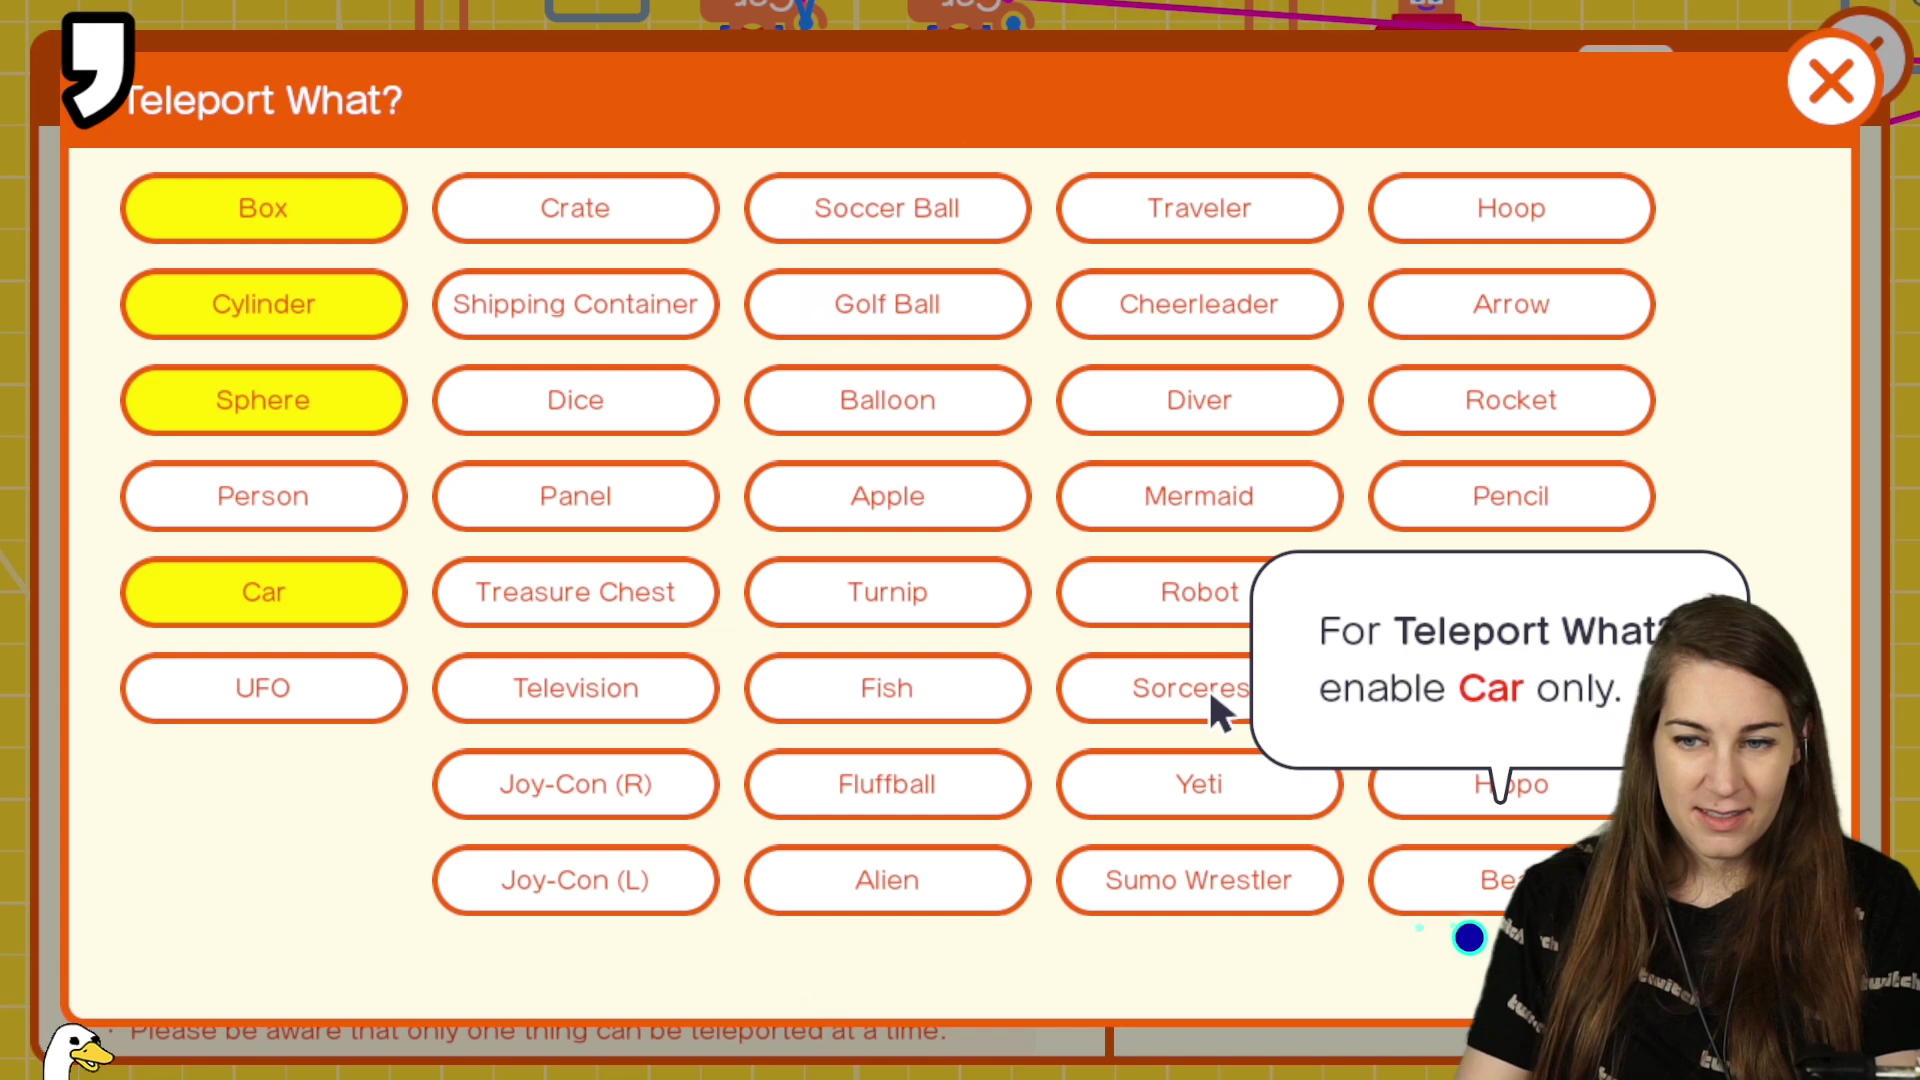 Teleport What?
Box
Crate
Soccer Ball
Traveler
Hoop
Cylinder
Shipping Container
Golf Ball
Cheerleader
Arrow
Sphere
Dice
Balloon
Diver
Rocket
Person
Panel
Apple
Mermaid
Pencil
Car
Treasure Chest
Turnip
Robot
For Teleport What?
enable Car only.
UFO
Television
Fish
Sorceres
Joy-Con (R)
Fluffball
Yeti
Joy-Con (L)
Alien
Sumo Wrestler
twitch
twitch
· Please be aware that only one thing can be teleported at a time.